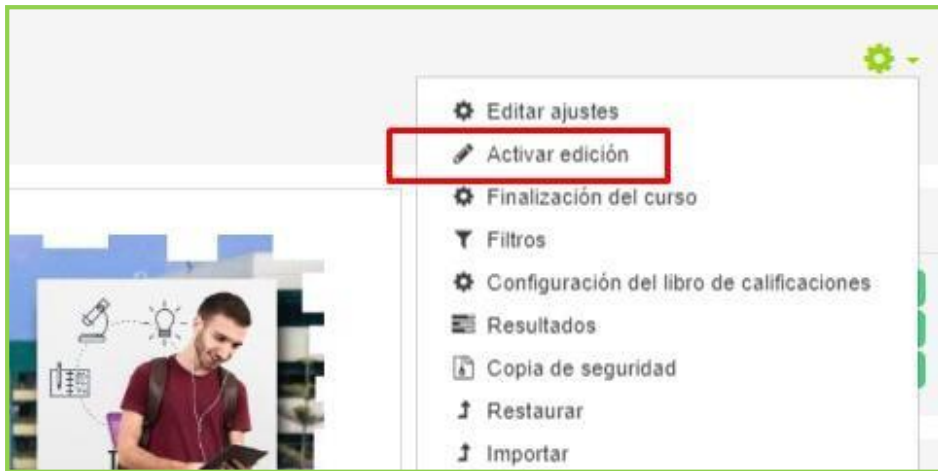 Editar ajustes
Activar edición
Finalización del curso
Filtros
Configuración del libro de calificaciones
Resultados
Copia de seguridad
Restaurar
Importar